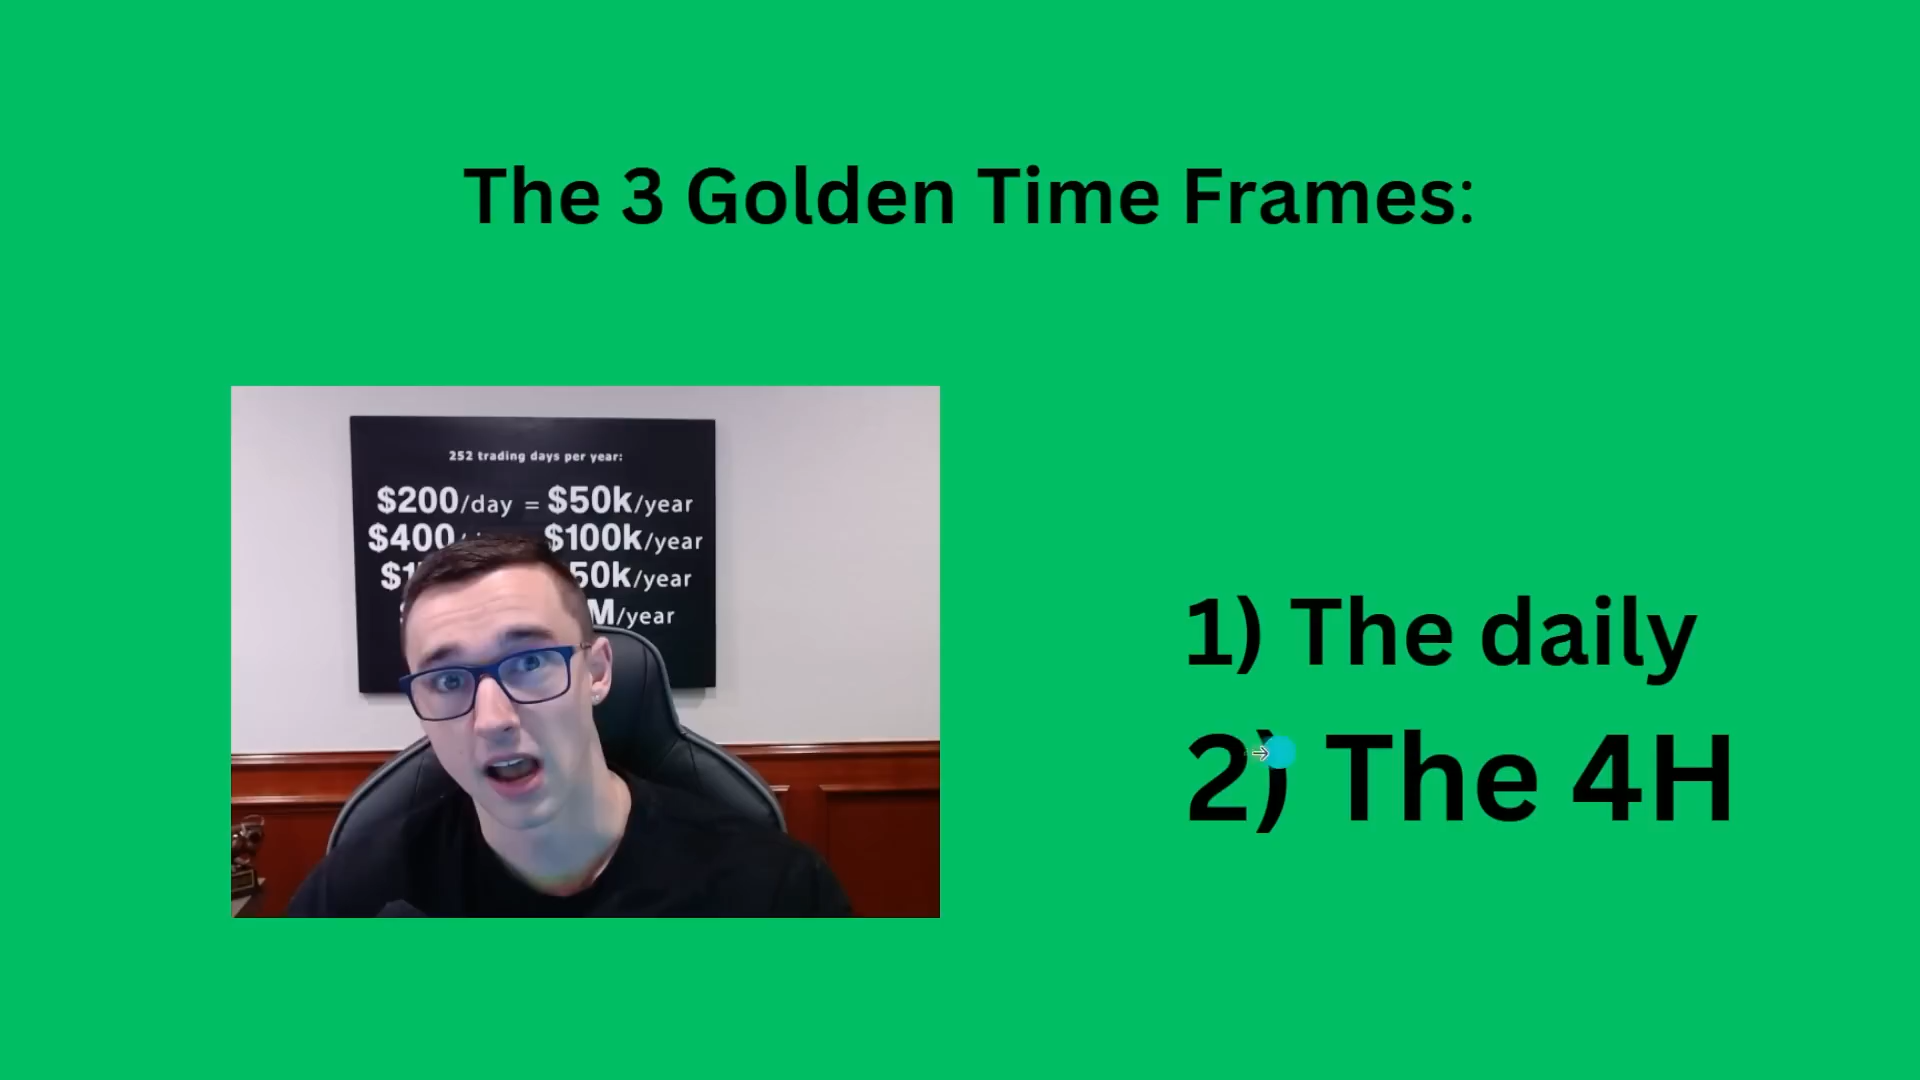 The 3 Golden Time Frames:
252 trading days per year:
$200/day = $50k/year
$400 $100k/year
50k/year
M/year
1) The daily
2) The 4H